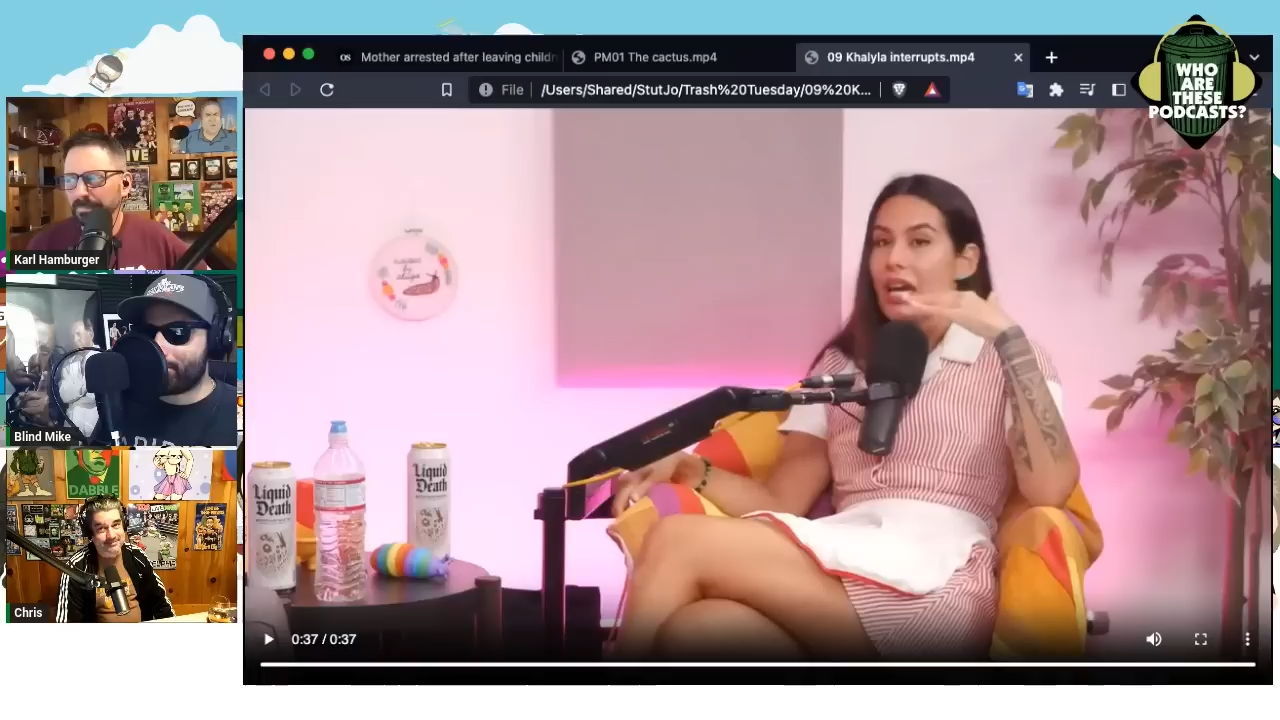 Mother arrested after leaving childr
PM01 The cactus.mp4
09 Khalyla interrupts.mp4
File
/Users/Shared/StutJo/Trash%20Tuesday/09%20K...
WHO
ARE
THESE
PODCASTS?
LIVE
Karl Hamburger
Blind Mike
DABBLE
Chris
Liquid
Death
Liquid
Death
0:37 / 0:37